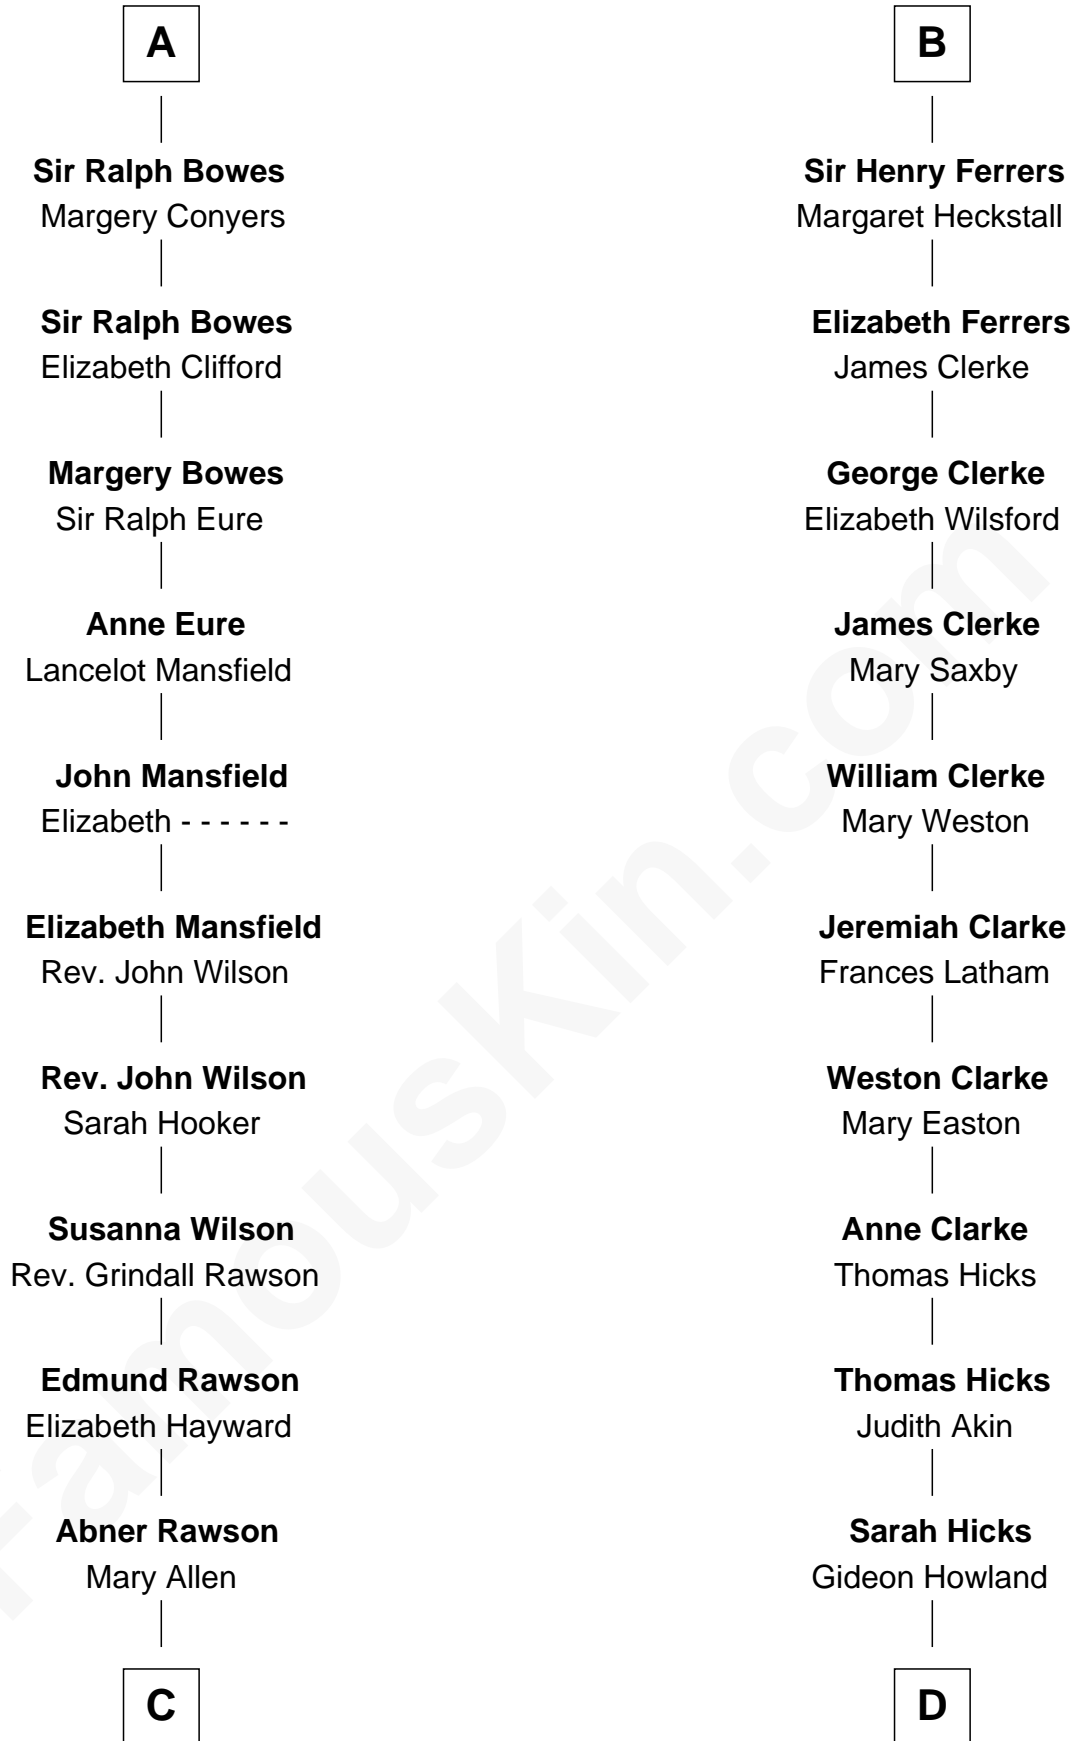 A
Sir Ralph Bowes
Margery Conyers
Sir Ralph Bowes
Elizabeth Clifford
Margery Bowes
Sir Ralph Eure
Anne Eure
Lancelot Mansfield
John Mansfield
Elizabeth - - - - - -
Elizabeth Mansfield
Rev. John Wilson
Rev. John Wilson
Sarah Hooker
Susanna Wilson
Rev. Grindall Rawson
Edmund Rawson
Elizabeth Hayward
Abner Rawson
Mary Allen
C
B
Sir Henry Ferrers
Margaret Heckstall
Elizabeth Ferrers
James Clerke
George Clerke
Elizabeth Wilsford
James Clerke
Mary Saxby
William Clerke
Mary Weston
Jeremiah Clarke
Frances Latham
Weston Clarke
Mary Easton
Anne Clarke
Thomas Hicks
Thomas Hicks
Judith Akin
Sarah Hicks
Gideon Howland
D
FamousKin.com